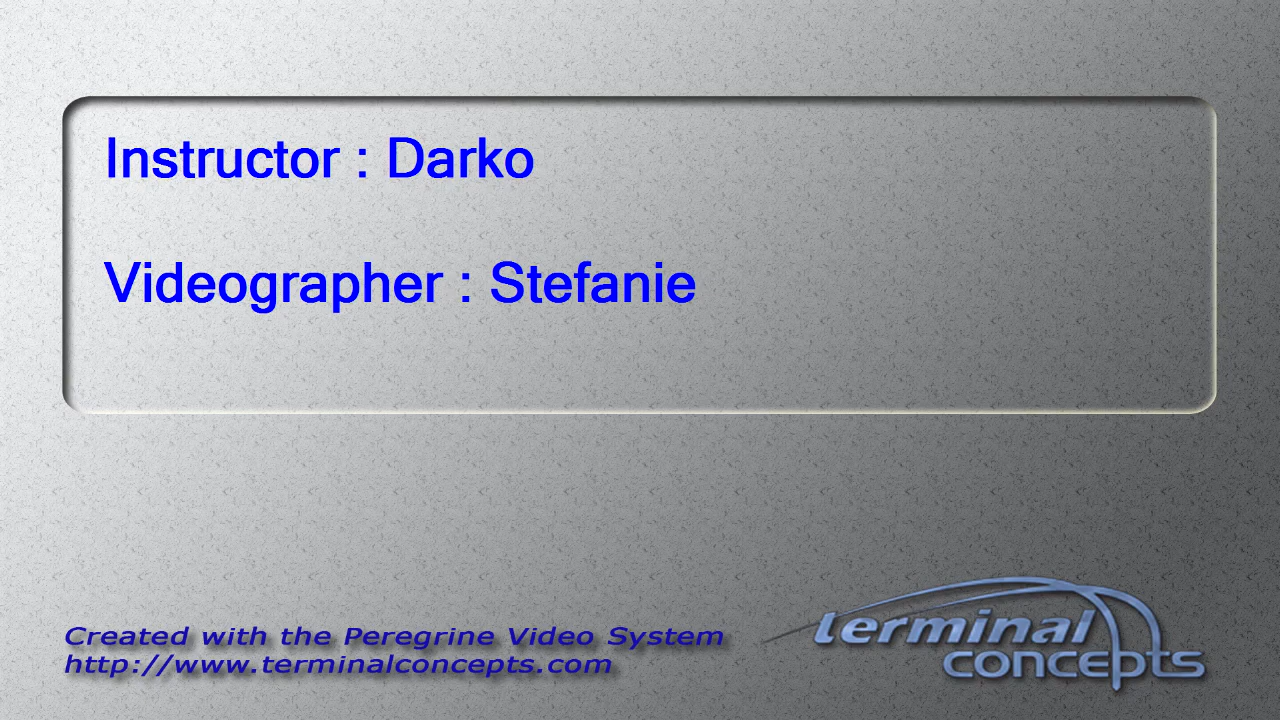 Instructor : Darko
Videographer : Stefanie
Created with the Peregrine Video System
http://www.terminalconcepts.com
terminal
concepts